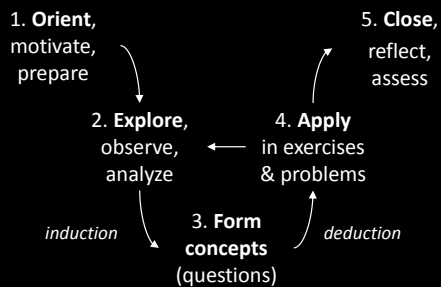 1. Orient,
motivate,
prepare
2. Explore,
observe,
analyze
induction
3. Form
concepts
(questions)
deduction
4. Apply
in exercises
& problems
5. Close,
reflect,
assess